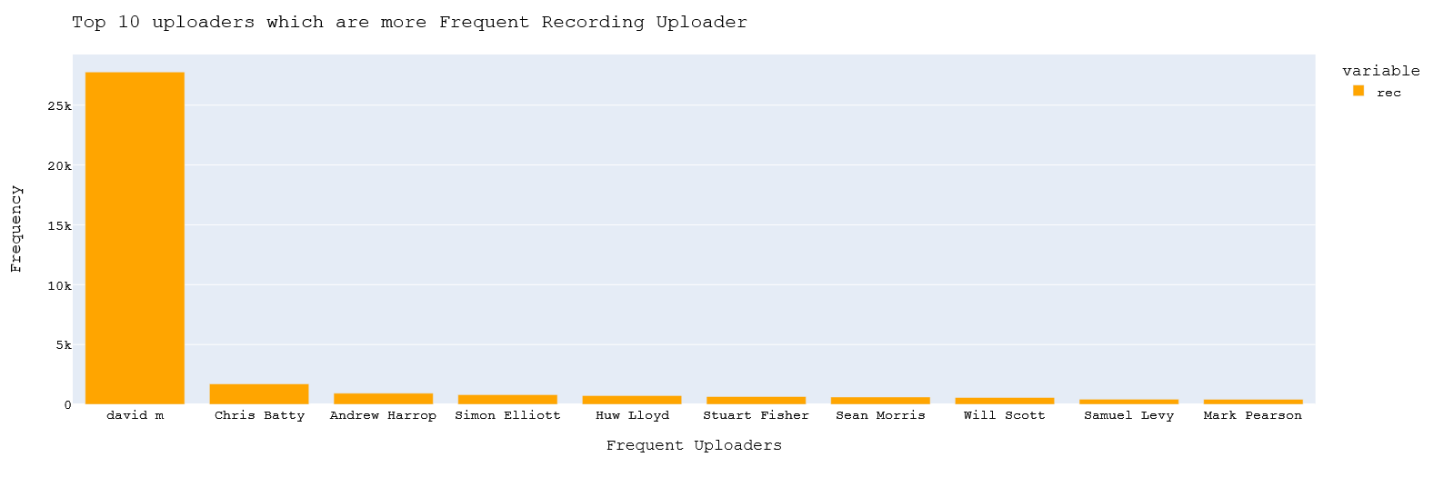 Top 10 uploaders which are more Frequent Recording Uploader
variable
rec
Frequency
25k
20k
15k
10k
5k
0
david m
Chris Batty
Andrew Harrop
Simon Elliott
Huw Lloyd
Stuart Fisher
Sean Morris
Will Scott
Samuel Levy
Mark Pearson
Frequent Uploaders